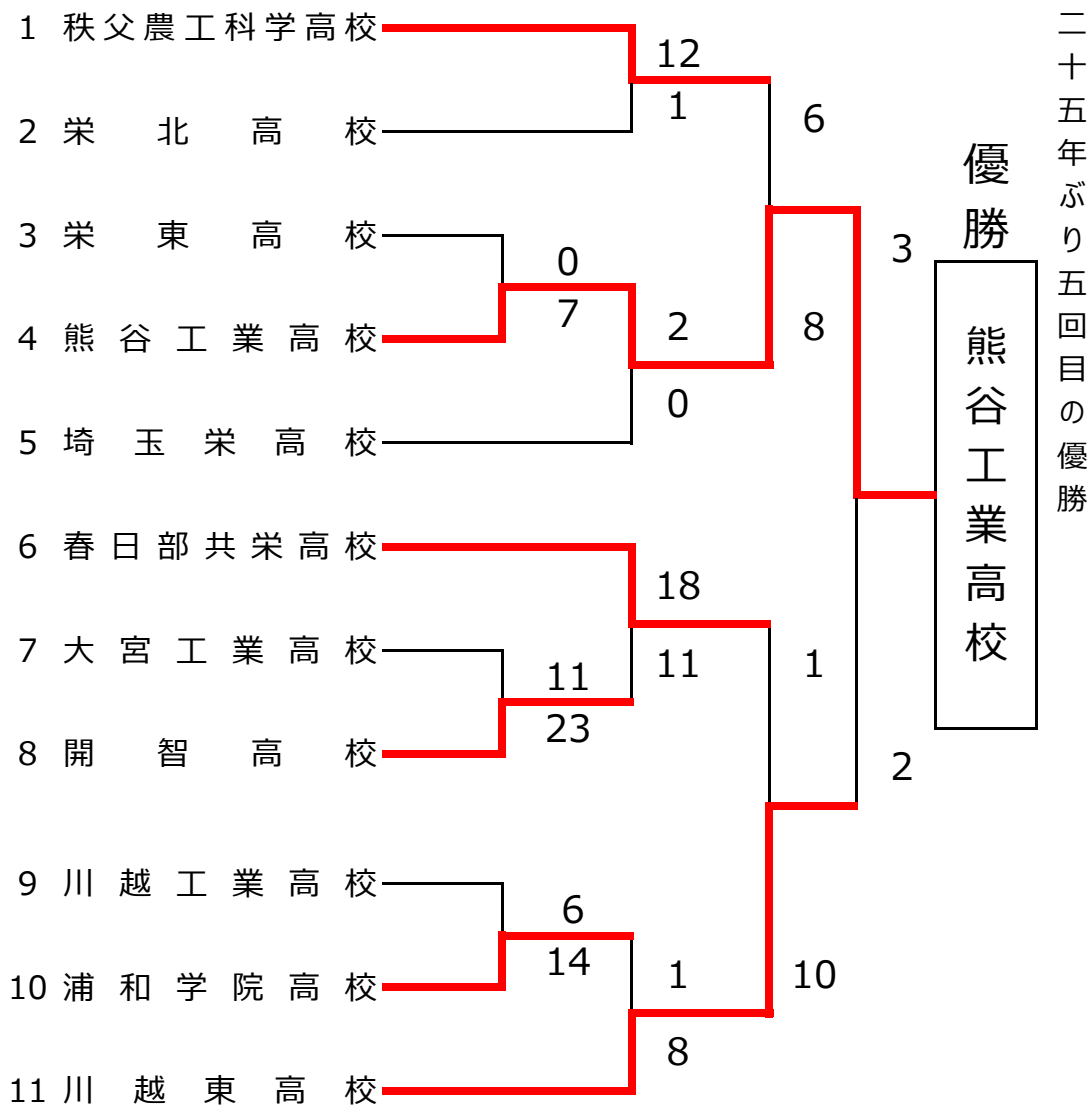 1 秩父農工科学高校
2 栄北高校
3 栄東高校
4 熊谷工業高校
5 埼玉栄高校
6 春日部共栄高校
7 大宮工業高校
8 開智高校
9 川越工業高校
10 浦和学院高校
11 川越東高校
0
7
11
23
6
14
12
1
2
0
18
11
1
8
6
8
1
10
3
2
優勝
熊谷工業高校
二十五年ぶり五回目の優勝